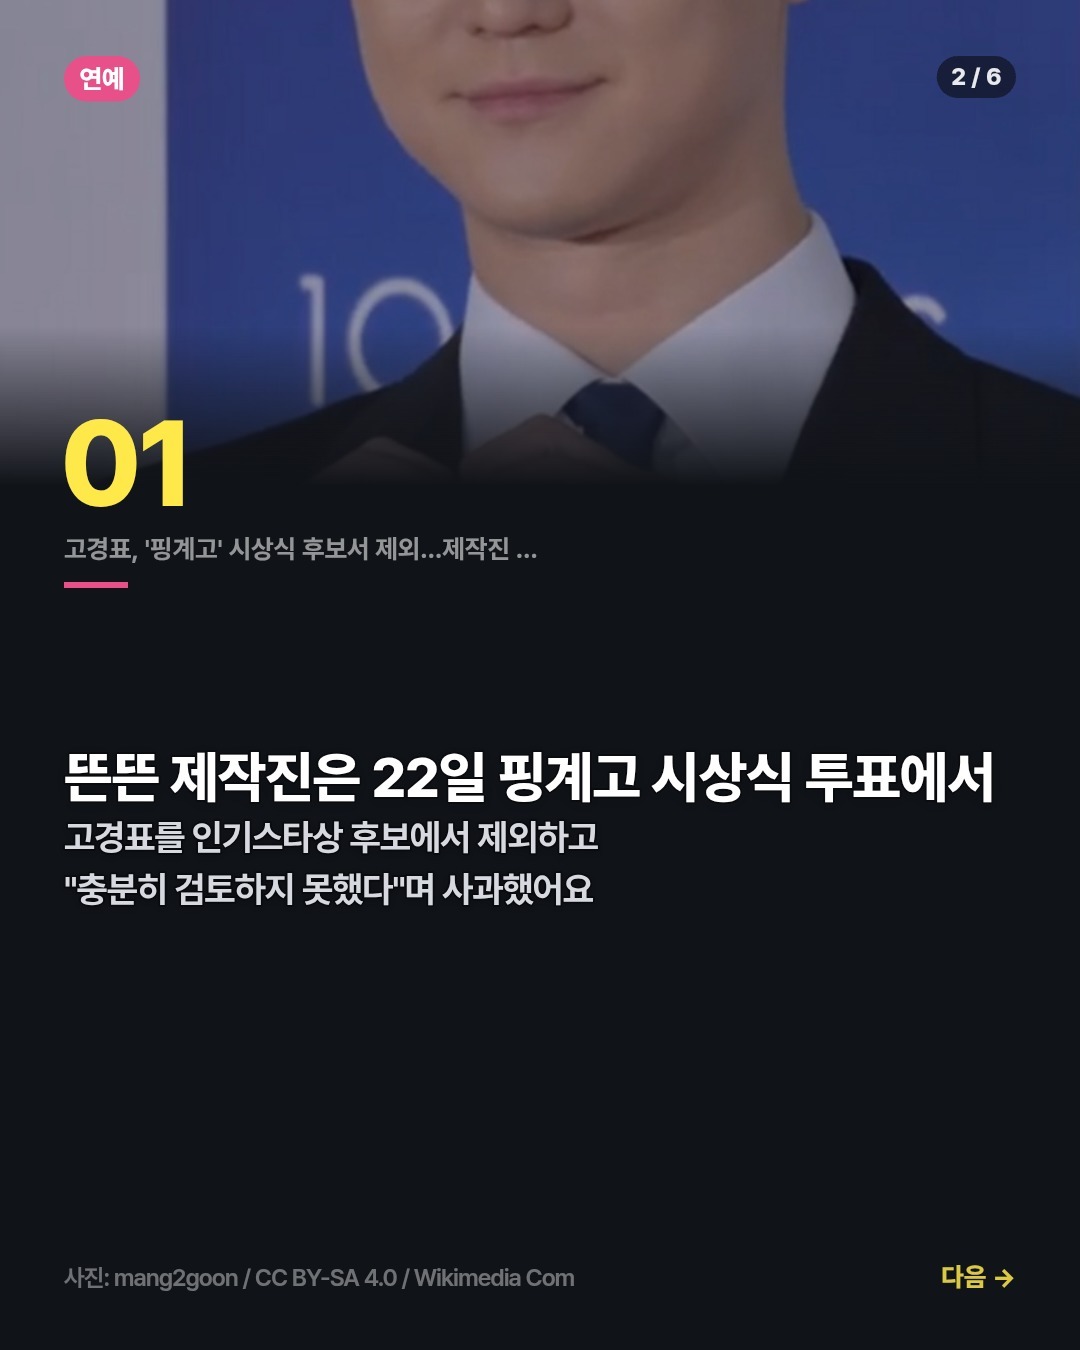 연예
2 / 6
10
01
고경표, '핑계고' 시상식 후보서 제외...제작진 ...
뜬뜬 제작진은 22일 핑계고 시상식 투표에서
고경표를 인기스타상 후보에서 제외하고
"충분히 검토하지 못했다"며 사과했어요
사진: mang2goon / CC BY-SA 4.0 / Wikimedia Com
다음 →